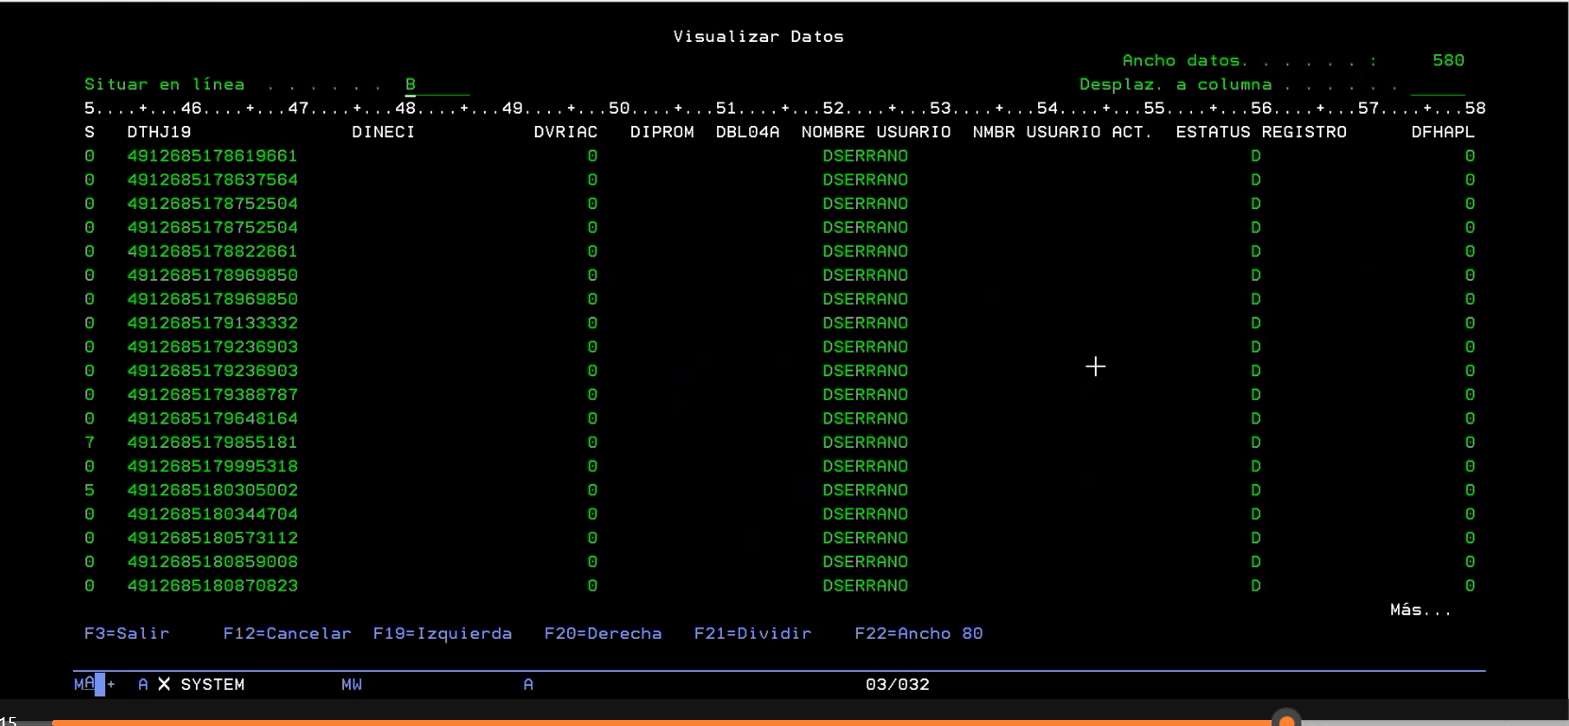 Visualizar Datos
Ancho datos. . . . . . : 580
Situar en línea . . . . . . B Desplaz. a columna . . . . . .
5....+...46....+...47....+...48....+...49....+...50....+...51....+...52....+...53....+...54....+...55....+...56....+...57....+...58
S DTHJ19 DINECI DVRIAC DIPROM DBL04A NOMBRE USUARIO NMBR USUARIO ACT. ESTATUS REGISTRO DFHAPL
0 4912685178619661 0 DSERRANO D 0
0 4912685178637564 0 DSERRANO D 0
0 4912685178752504 0 DSERRANO D 0
0 4912685178752504 0 DSERRANO D 0
0 4912685178822661 0 DSERRANO D 0
0 4912685178969850 0 DSERRANO D 0
0 4912685178969850 0 DSERRANO D 0
0 4912685179133332 0 DSERRANO D 0
0 4912685179236903 0 DSERRANO D 0
0 4912685179236903 0 DSERRANO D 0
0 4912685179388787 0 DSERRANO D 0
0 4912685179648164 0 DSERRANO D 0
7 4912685179855181 0 DSERRANO D 0
0 4912685179995318 0 DSERRANO D 0
5 4912685180305002 0 DSERRANO D 0
0 4912685180344704 0 DSERRANO D 0
0 4912685180573112 0 DSERRANO D 0
0 4912685180859008 0 DSERRANO D 0
0 4912685180870823 0 DSERRANO D 0
Más...
F3=Salir F12=Cancelar F19=Izquierda F20=Derecha F21=Dividir F22=Ancho 80
MA + A X SYSTEM MW A 03/032
15